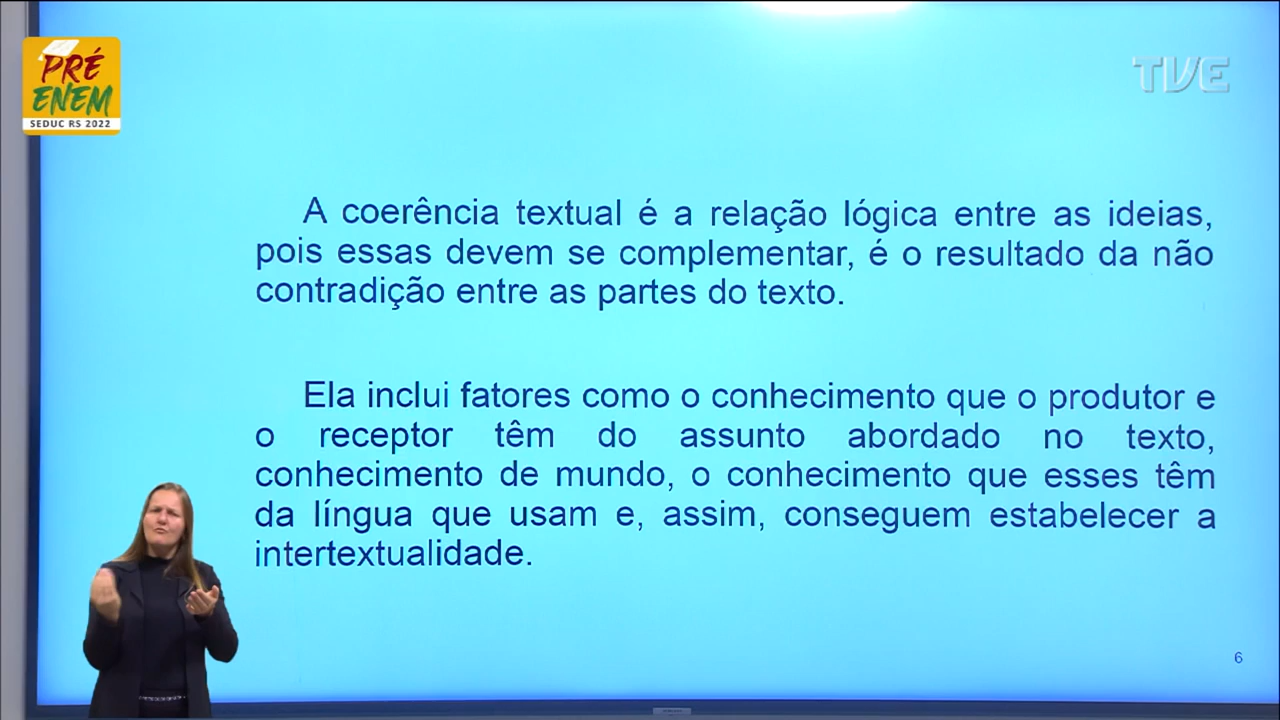 PRÉ
ENEM
SEDUC RS 2022
TVE
A coerência textual é a relação lógica entre as ideias,
pois essas devem se complementar, é o resultado da não
contradição entre as partes do texto.
Ela inclui fatores como o conhecimento que o produtor e
o receptor têm do assunto abordado no texto,
conhecimento de mundo, o conhecimento que esses têm
da língua que usam e, assim, conseguem estabelecer a
intertextualidade.
6